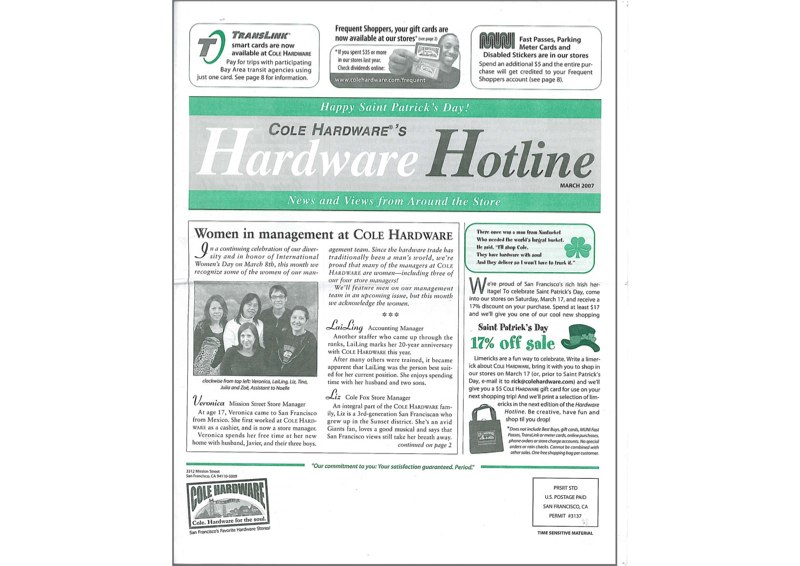 TRANSLINK®
smart cards are now
available at COLE HARDWARE
Pay for trips with participating
Bay Area transit agencies using
just one card. See page 8 for information.
Frequent Shoppers, your gift cards are
now available at our stores* (see page 2)
*If you spent $35 or more
in our stores last year.
Check dividends online:
www.colehardware.com/frequent
MUNI
Fast Passes, Parking
Meter Cards and
Disabled Stickers are in our stores
Spend an additional $5 and the entire pur-
chase will get credited to your Frequent
Shoppers account (see page 8).
Happy Saint Patrick's Day!
COLE HARDWARE®'S
Hardware Hotline
MARCH 2007
News and Views from Around the Store
Women in management at COLE HARDWARE
In a continuing celebration of our diver-
sity and in honor of International
Women's Day on March 8th, this month we
recognize some of the women of our man-
clockwise from top left: Veronica, LaiLing, Liz, Tina,
Julia and Zoë, Assistant to Noelle
Veronica Mission Street Store Manager
At age 17, Veronica came to San Francisco
from Mexico. She first worked at COLE HARD-
WARE as a cashier, and is now a store manager.
Veronica spends her free time at her new
home with husband, Javier, and their three boys.
agement team. Since the hardware trade has
traditionally been a man's world, we're
proud that many of the managers at COLE
HARDWARE are women—including three of
our four store managers!
We'll feature men on our management
team in an upcoming issue, but this month
we acknowledge the women.
***
LaiLing Accounting Manager
Another staffer who came up through the
ranks, LaiLing marks her 20-year anniversary
with COLE HARDWARE this year.
After many others were trained, it became
apparent that LaiLing was the person best suit-
ed for her current position. She enjoys spending
time with her husband and two sons.
Liz Cole Fox Store Manager
An integral part of the COLE HARDWARE fam-
ily, Liz is a 3rd-generation San Franciscan who
grew up in the Sunset district. She's an avid
Giants fan, loves a good musical and says that
San Francisco views still take her breath away.
continued on page 2
There once was a man from Nantucket
Who needed the world's largest bucket.
He said, "I'll shop Cole.
They have hardware with soul
And they deliver so I won't have to truck it."
We're proud of San Francisco's rich Irish her-
itage! To celebrate Saint Patrick's Day, come
into our stores on Saturday, March 17, and receive a
17% discount on your purchase. Spend at least $17
and we'll give you one of our cool new shopping
Saint Patrick's Day
17% off sale
Limericks are a fun way to celebrate. Write a limer-
ick about COLE HARDWARE, bring it with you to shop in
our stores on March 17 (or, prior to Saint Patrick's
Day, e-mail it to rick@colehardware.com) and we'll
give you a $5 COLE HARDWARE gift card for use on your
next shopping trip! And we'll print a selection of lim-
ericks in the next edition of the Hardware
Hotline. Be creative, have fun and
shop til you drop!
*Does not include Best Buys, gift cards, MUNI Fast
Passes, TransLink or meter cards, online purchases,
phone orders or store charge accounts. No special
orders or rain checks. Cannot be combined with
other sales. One free shopping bag per customer.
"Our commitment to you: Your satisfaction guaranteed. Period."
3312 Mission Street
San Francisco, CA 94110-5009
COLE HARDWARE
Cole. Hardware for the soul.
San Francisco's Favorite Hardware Stores!
PRSRT STD
U.S. POSTAGE PAID
SAN FRANCISCO, CA
PERMIT #3137
TIME SENSITIVE MATERIAL